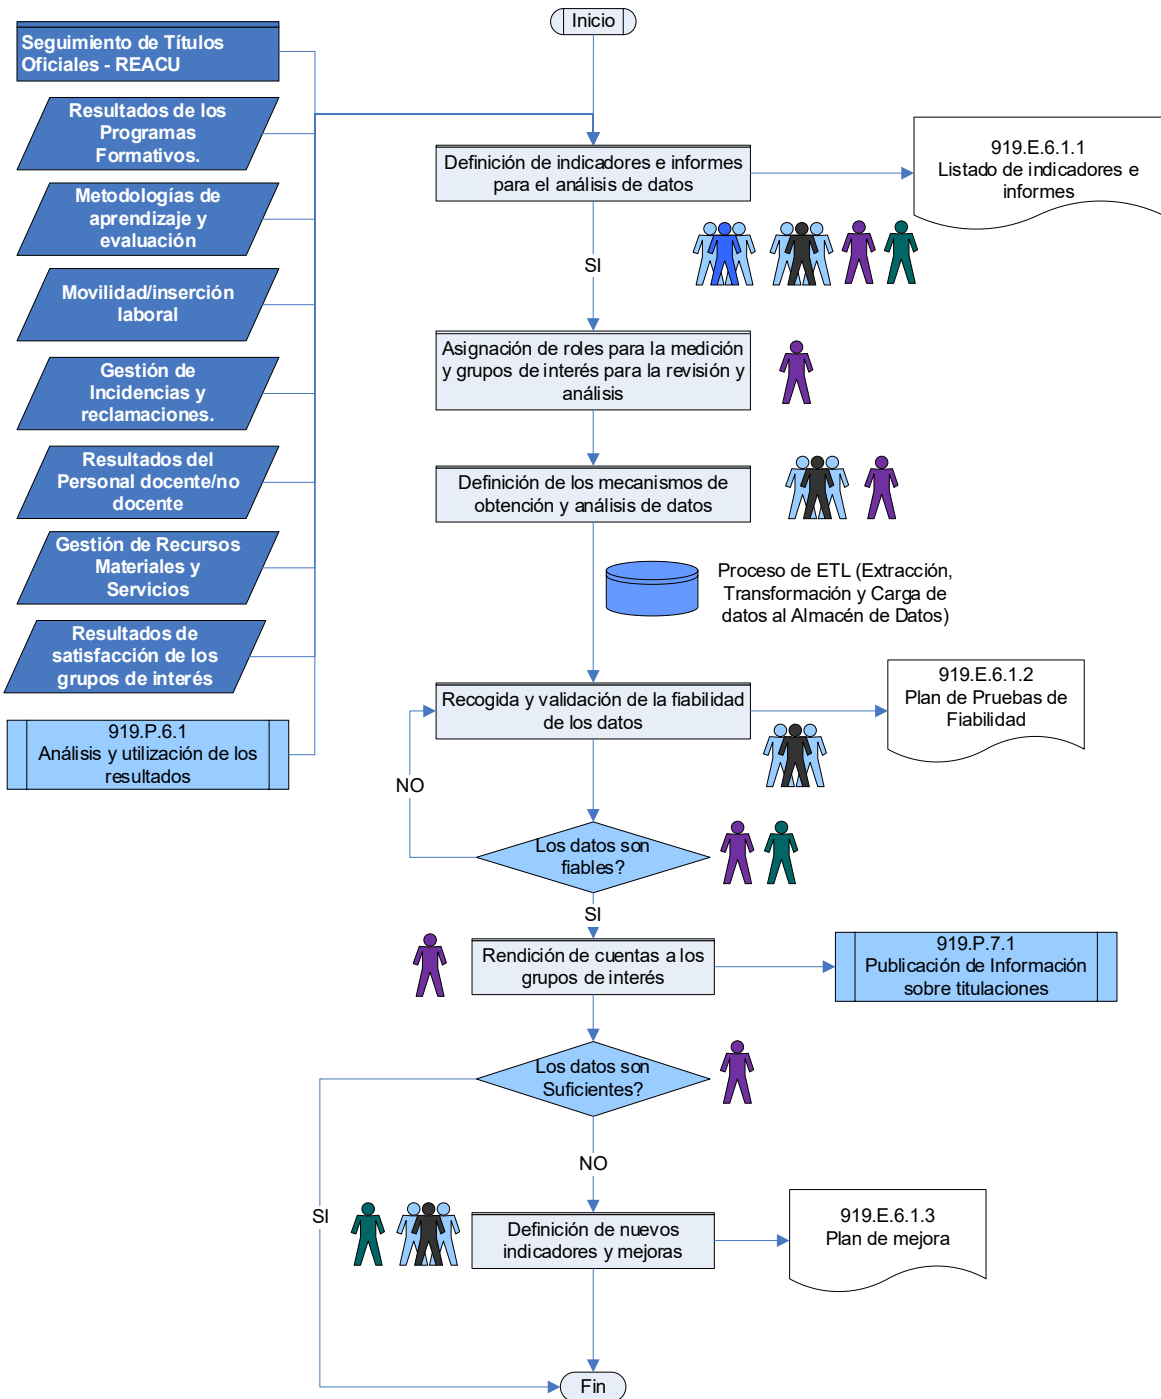 Inicio
Seguimiento de Títulos
Oficiales - REACU
Resultados de los
Programas
Formativos.
Metodologías de
aprendizaje y
evaluación
Movilidad/inserción
laboral
Gestión de
Incidencias y
reclamaciones.
Resultados del
Personal docente/no
docente
Gestión de Recursos
Materiales y
Servicios
Resultados de
satisfacción de los
grupos de interés
919.P.6.1
Análisis y utilización de los
resultados
Definición de indicadores e informes
para el análisis de datos
919.E.6.1.1
Listado de indicadores e
informes
SI
Asignación de roles para la medición
y grupos de interés para la revisión y
análisis
Definición de los mecanismos de
obtención y análisis de datos
Proceso de ETL (Extracción,
Transformación y Carga de
datos al Almacén de Datos)
Recogida y validación de la fiabilidad
de los datos
919.E.6.1.2
Plan de Pruebas de
Fiabilidad
NO
Los datos son
fiables?
SI
Rendición de cuentas a los
grupos de interés
919.P.7.1
Publicación de Información
sobre titulaciones
Los datos son
Suficientes?
NO
SI
Definición de nuevos
indicadores y mejoras
919.E.6.1.3
Plan de mejora
Fin